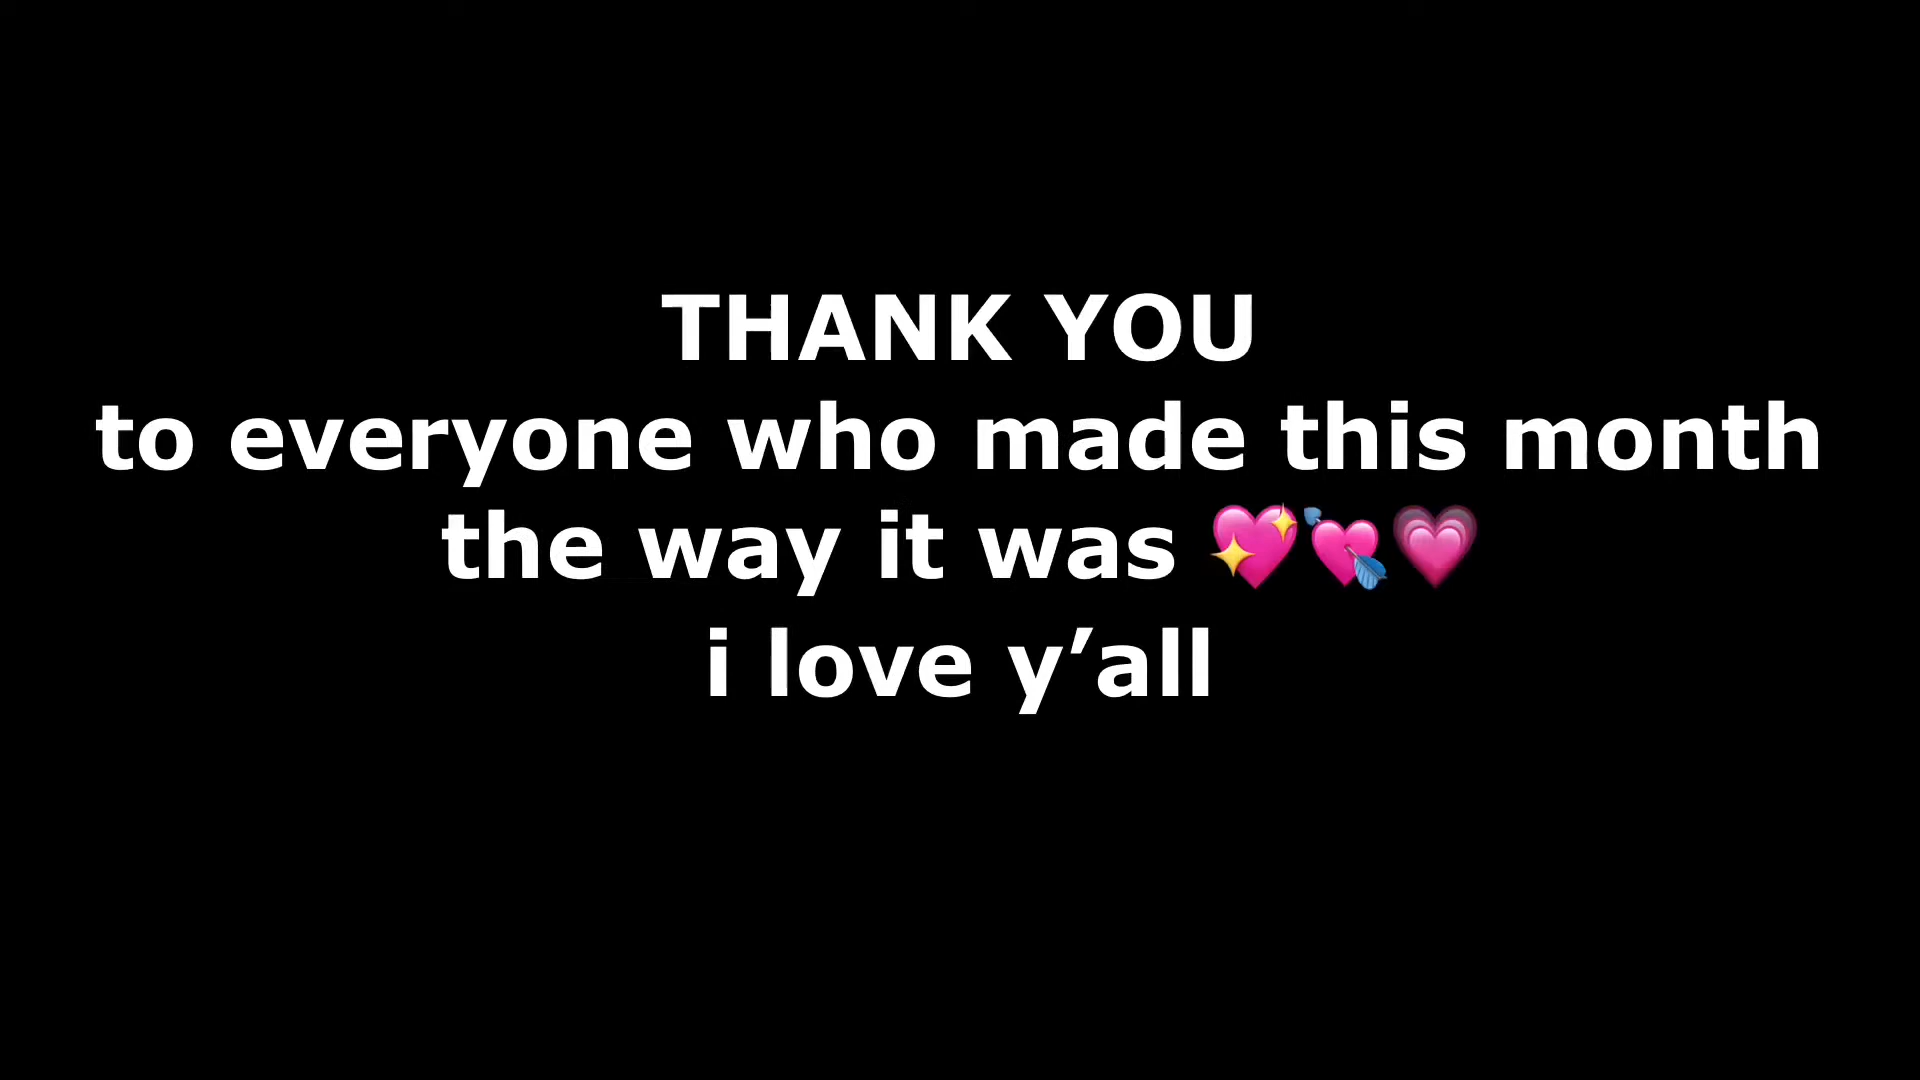 THANK YOU
to everyone who made this month
the way it was 💖💘💗
i love y’all